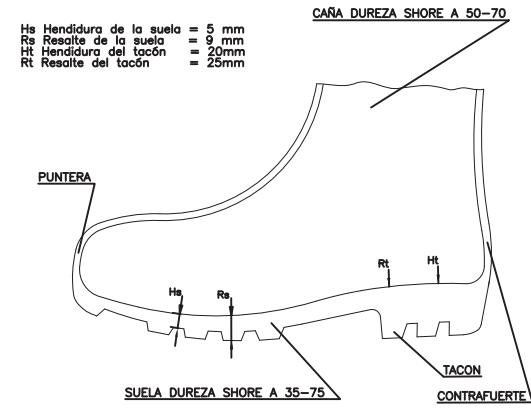 CAÑA DUREZA SHORE A 50-70
Hs Hendidura de la suela = 5 mm
Rs Resalte de la suela = 9 mm
Ht Hendidura del tacón = 20mm
Rt Resalte del tacón = 25mm
PUNTERA
Hs
Rs
Rt
Ht
SUELA DUREZA SHORE A 35-75
TACON
CONTRAFUERTE